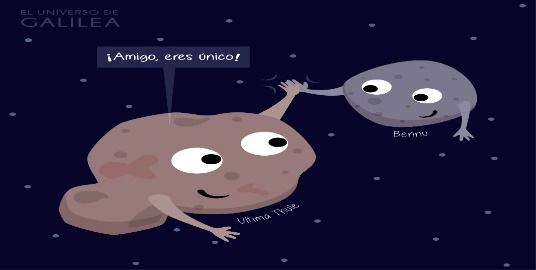 EL UNIVERSO DE
GALILEA
¡Amigo, eres único!
Bennu
Ultima Thule